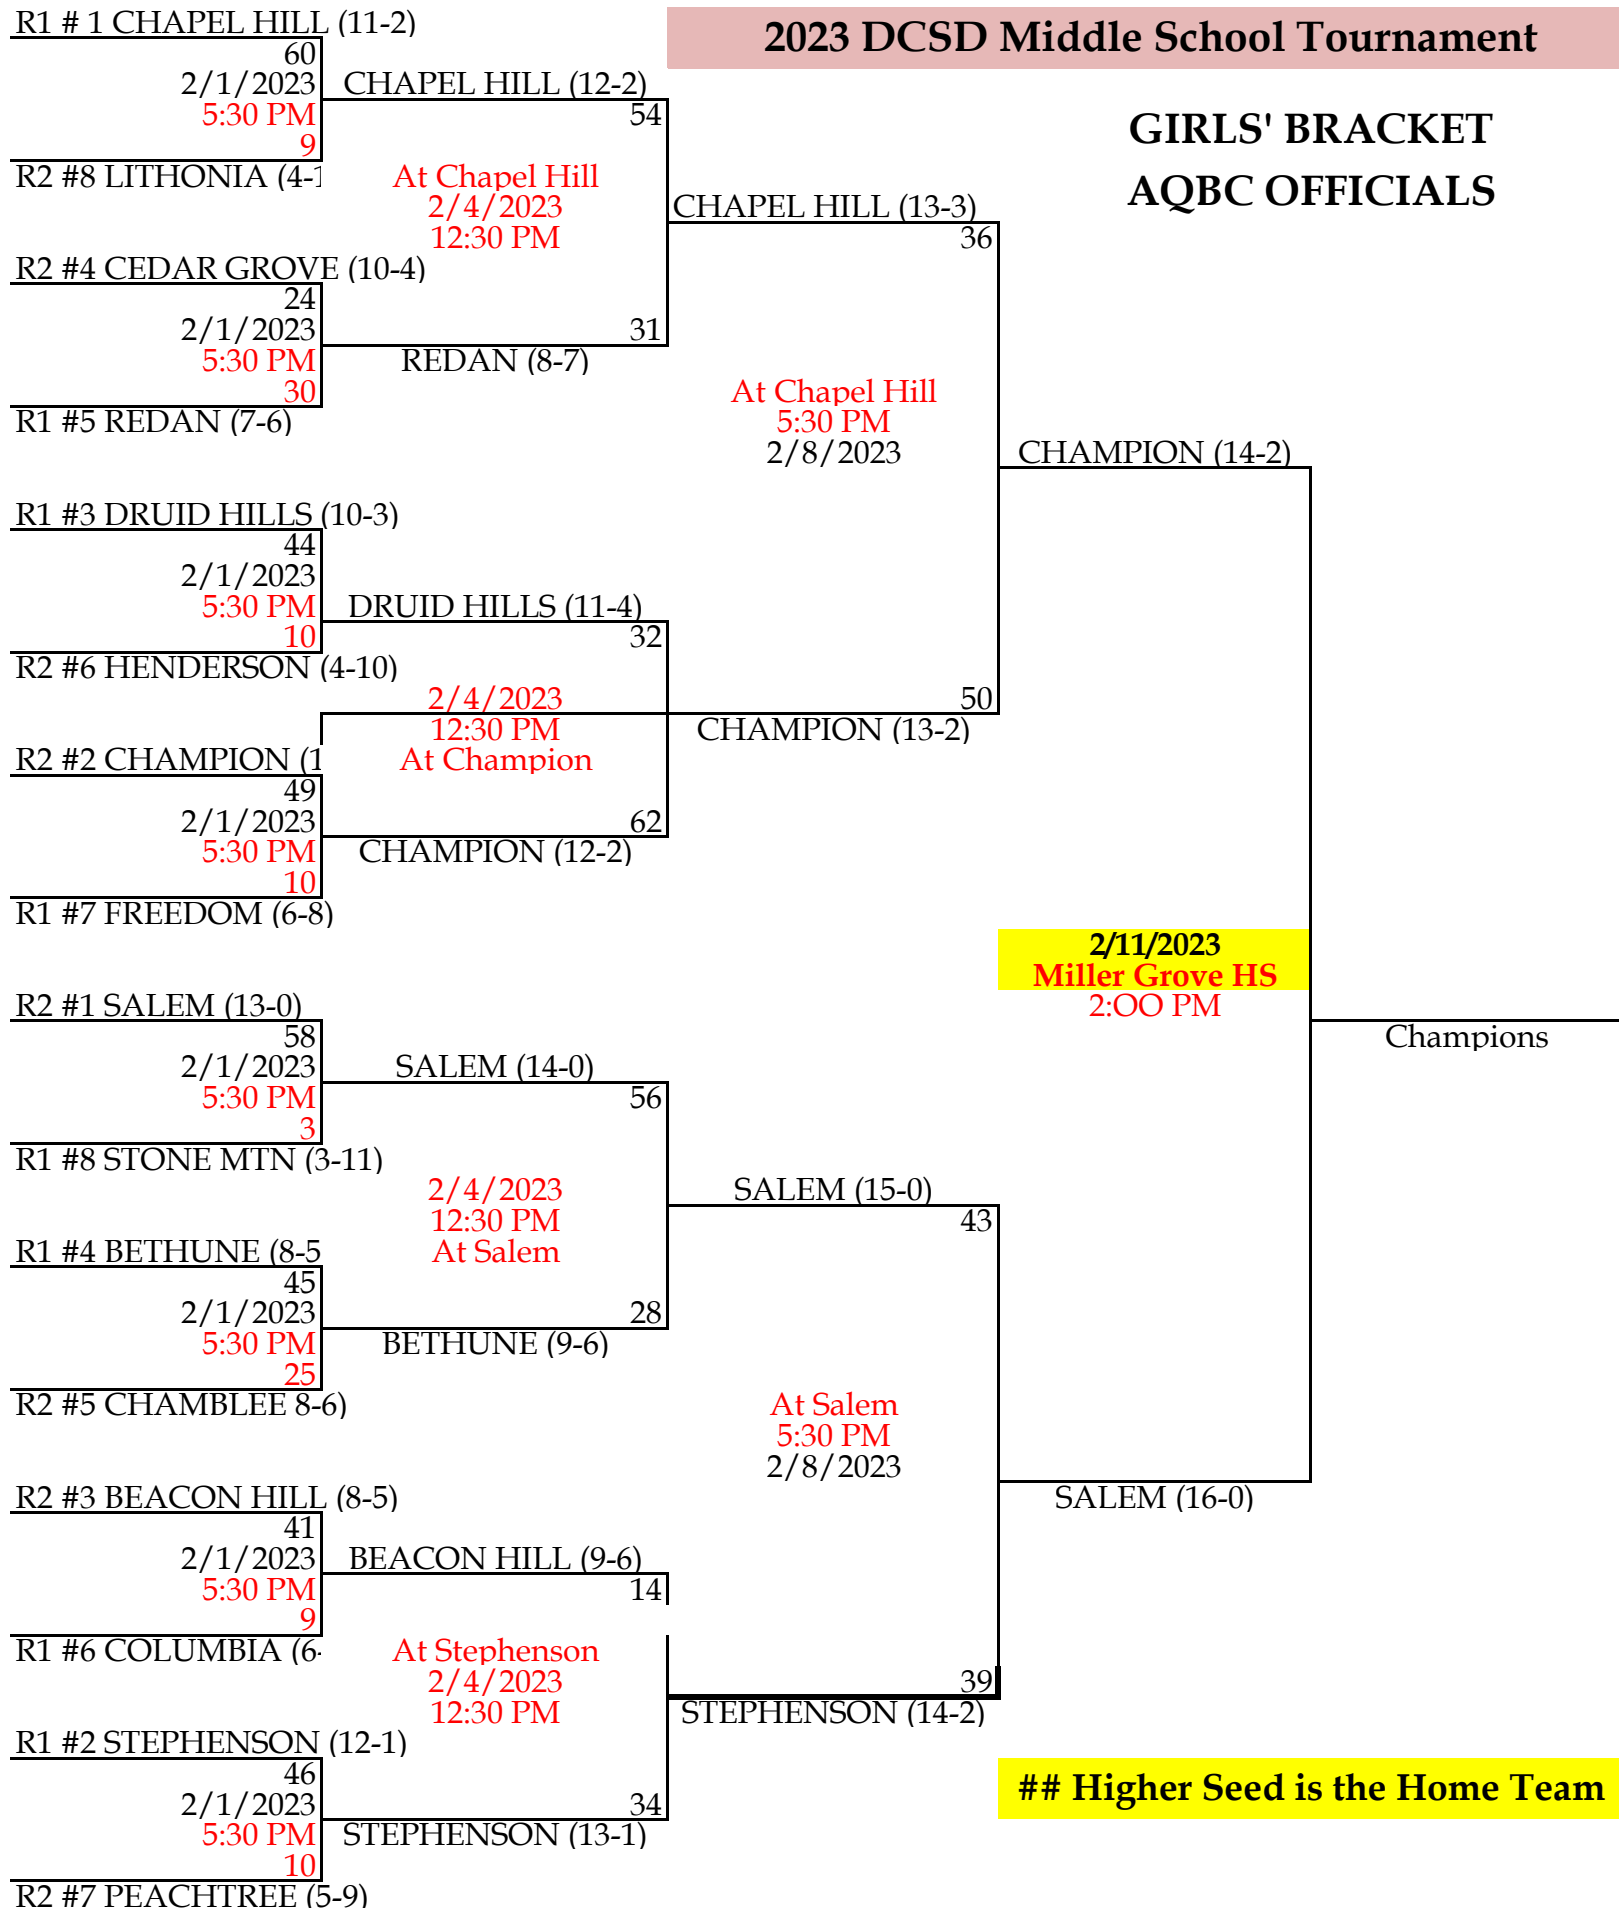 R1 # 1 CHAPEL HILL (11-2)
2023 DCSD Middle School Tournament
GIRLS' BRACKET
AQBC OFFICIALS
60
2/1/2023
5:30 PM
9
R2 #8 LITHONIA (4-1
CHAPEL HILL (12-2)
54
At Chapel Hill
2/4/2023
12:30 PM
R2 #4 CEDAR GROVE (10-4)
24
2/1/2023
5:30 PM
30
R1 #5 REDAN (7-6)
31
REDAN (8-7)
CHAPEL HILL (13-3)
36
At Chapel Hill
5:30 PM
2/8/2023
R1 #3 DRUID HILLS (10-3)
44
2/1/2023
5:30 PM
10
R2 #6 HENDERSON (4-10)
DRUID HILLS (11-4)
32
2/4/2023
12:30 PM
At Champion
R2 #2 CHAMPION (1
49
2/1/2023
5:30 PM
10
R1 #7 FREEDOM (6-8)
62
CHAMPION (12-2)
50
CHAMPION (13-2)
CHAMPION (14-2)
2/11/2023
Miller Grove HS
2:OO PM
Champions
R2 #1 SALEM (13-0)
58
2/1/2023
5:30 PM
3
R1 #8 STONE MTN (3-11)
SALEM (14-0)
56
2/4/2023
12:30 PM
At Salem
R1 #4 BETHUNE (8-5
45
2/1/2023
5:30 PM
25
R2 #5 CHAMBLEE 8-6)
28
BETHUNE (9-6)
SALEM (15-0)
43
At Salem
5:30 PM
2/8/2023
SALEM (16-0)
R2 #3 BEACON HILL (8-5)
41
2/1/2023
5:30 PM
9
R1 #6 COLUMBIA (6-
BEACON HILL (9-6)
14
At Stephenson
2/4/2023
12:30 PM
39
STEPHENSON (14-2)
R1 #2 STEPHENSON (12-1)
46
2/1/2023
5:30 PM
10
R2 #7 PEACHTREE (5-9)
34
STEPHENSON (13-1)
## Higher Seed is the Home Team